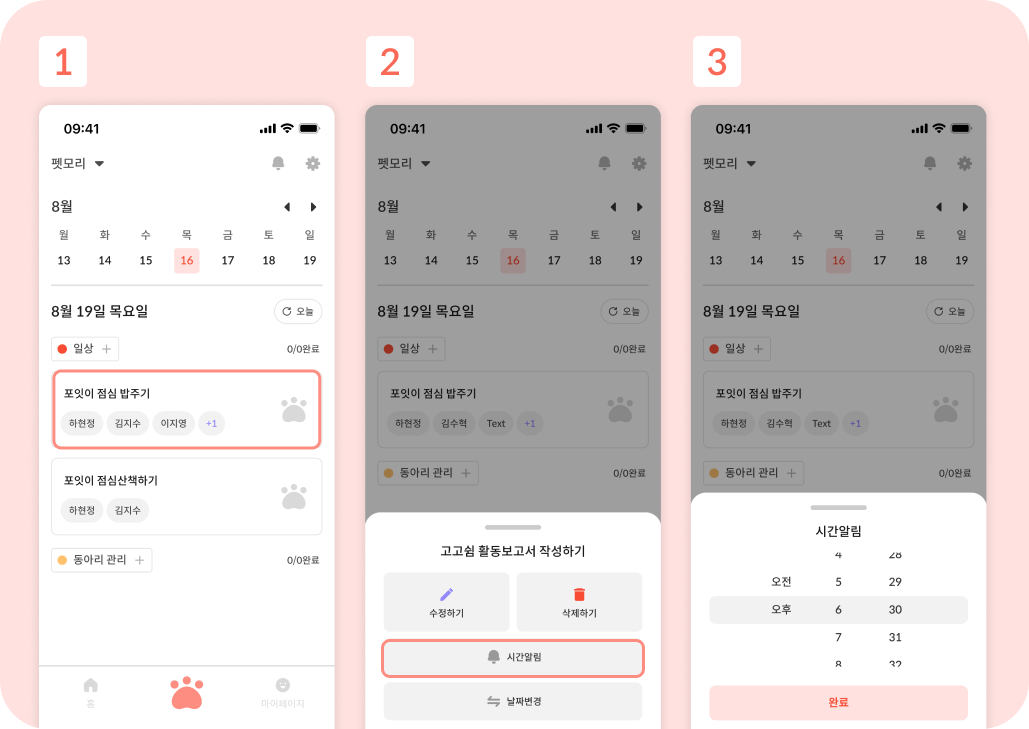 1
09:41
펫모리
8월
월 화 수 목 금 토 일
13 14 15 16 17 18 19
8월 19일 목요일
오늘
일상 +
0/0완료
포잇이 점심 밥주기
하현정 김지수 이지영 +1
포잇이 점심산책하기
하현정 김지수
동아리 관리 +
0/0완료
홈
마이페이지
2
09:41
펫모리
8월
월 화 수 목 금 토 일
13 14 15 16 17 18 19
8월 19일 목요일
오늘
일상 +
0/0완료
포잇이 점심 밥주기
하현정 김수혁 Text +1
동아리 관리 +
0/0완료
고고쉼 활동보고서 작성하기
수정하기
삭제하기
시간알림
날짜변경
3
09:41
펫모리
8월
월 화 수 목 금 토 일
13 14 15 16 17 18 19
8월 19일 목요일
오늘
일상 +
0/0완료
포잇이 점심 밥주기
하현정 김수혁 Text +1
동아리 관리 +
0/0완료
시간알림
4 28
오전 5 29
오후 6 30
7 31
8 32
완료